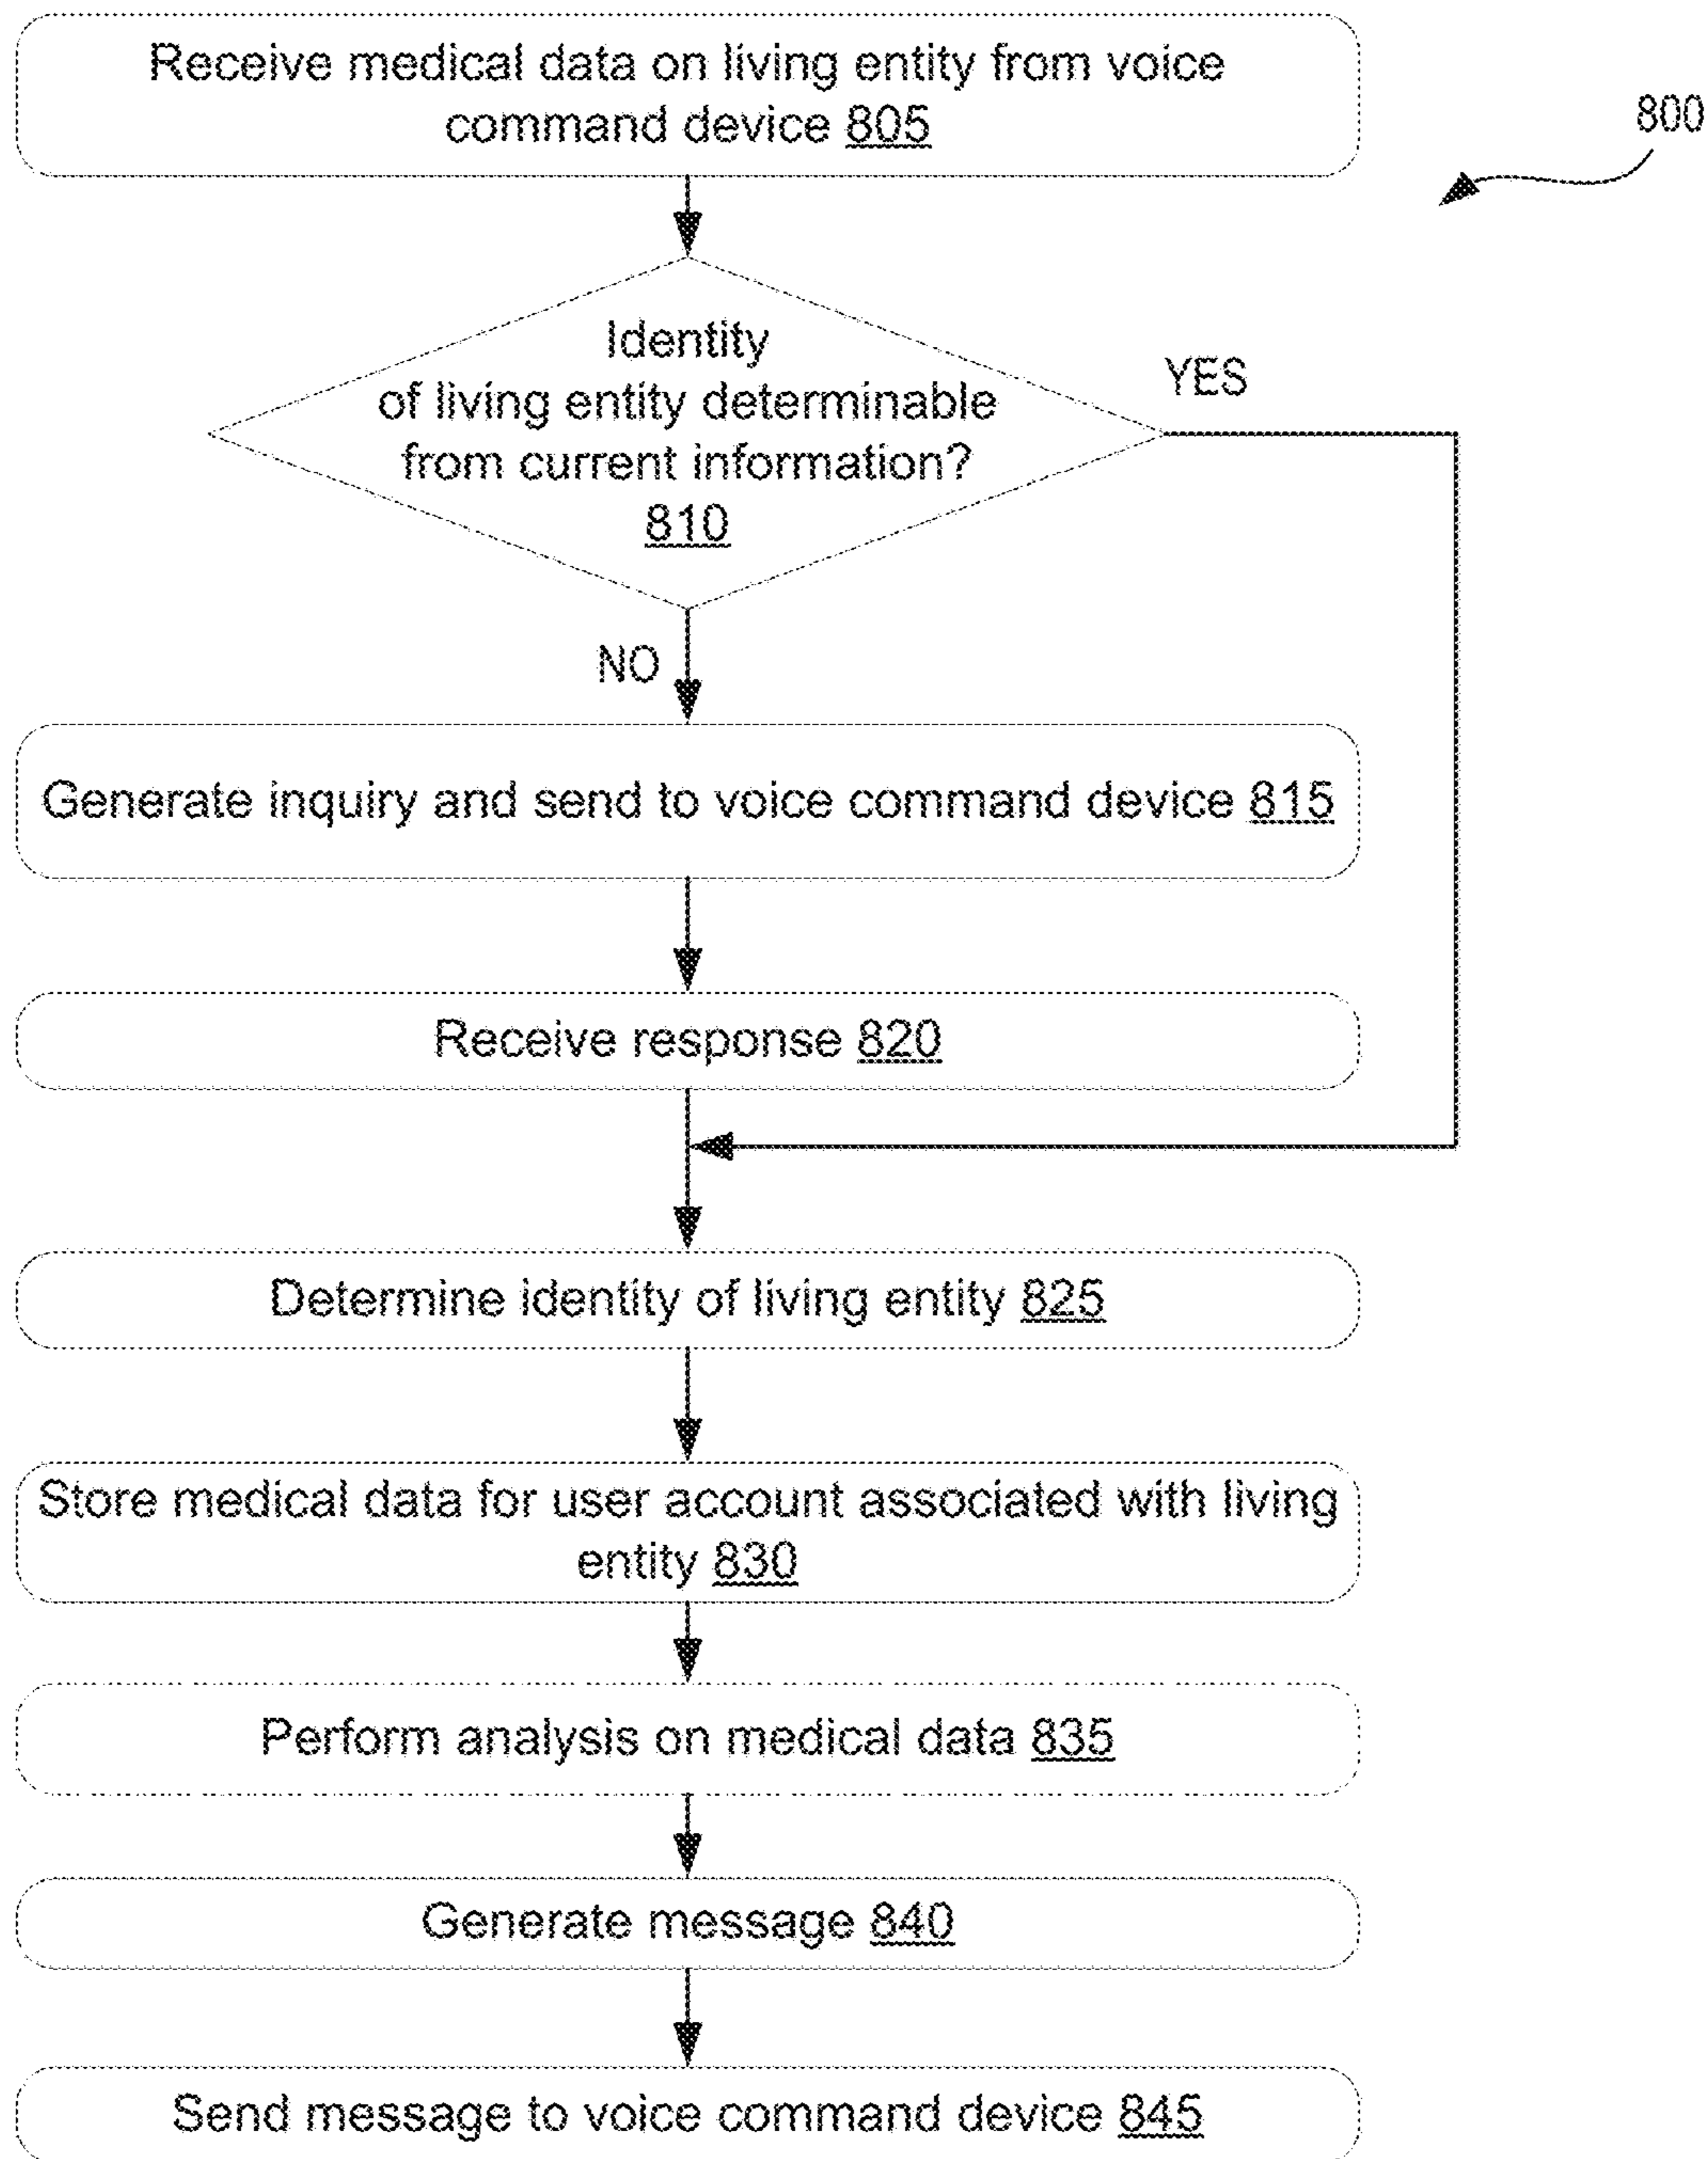 Receive medical data on living entity from voice
command device 805
800
Identity
of living entity determinable
from current information?
810
YES
NO
Generate inquiry and send to voice command device 815
Receive response 820
Determine identity of living entity 825
Store medical data for user account associated with living
entity 830
Perform analysis on medical data 835
Generate message 840
Send message to voice command device 845